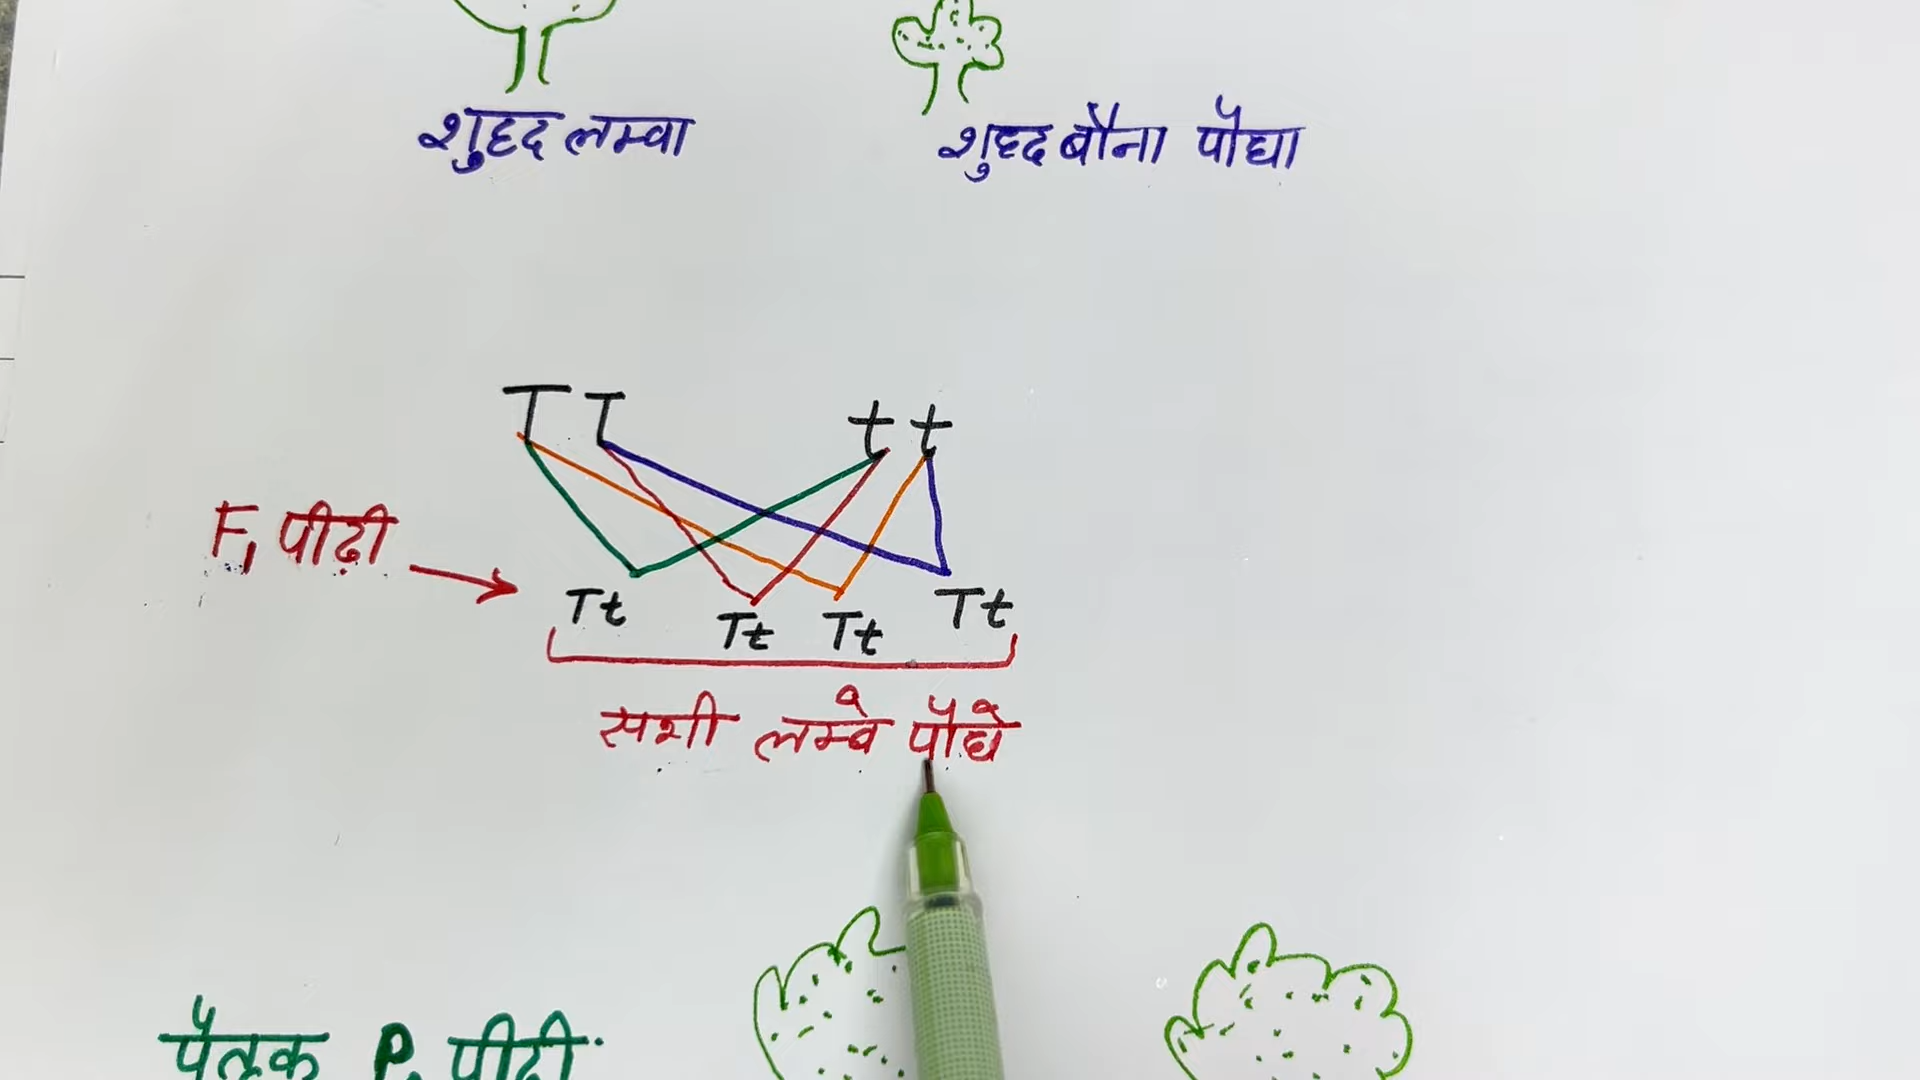 शुद्द लम्वा
शुद्द बौना पौघा
T T t t
F₁ पीढ़ी
Tt Tt Tt Tt
सभी लम्वे पौघे
पैतृक P₁ पीढी